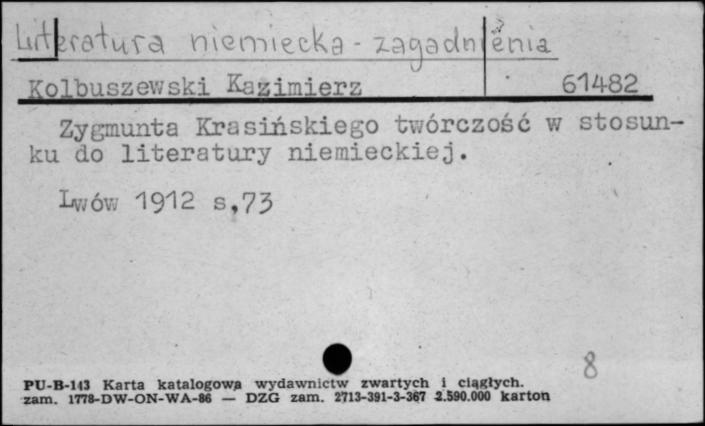 Literatura niemiecka - zagadnienia
Kolbuszewski Kazimierz 61482
Zygmunta Krasińskiego twórczość w stosun-
ku do literatury niemieckiej.
Lwów 1912 s,73
8
PU-B-143 Karta katalogowa wydawnictw zwartych i ciągłych.
zam. 1778-DW-ON-WA-86 — DZG zam. 2713-391-3-367 2.590.000 karton